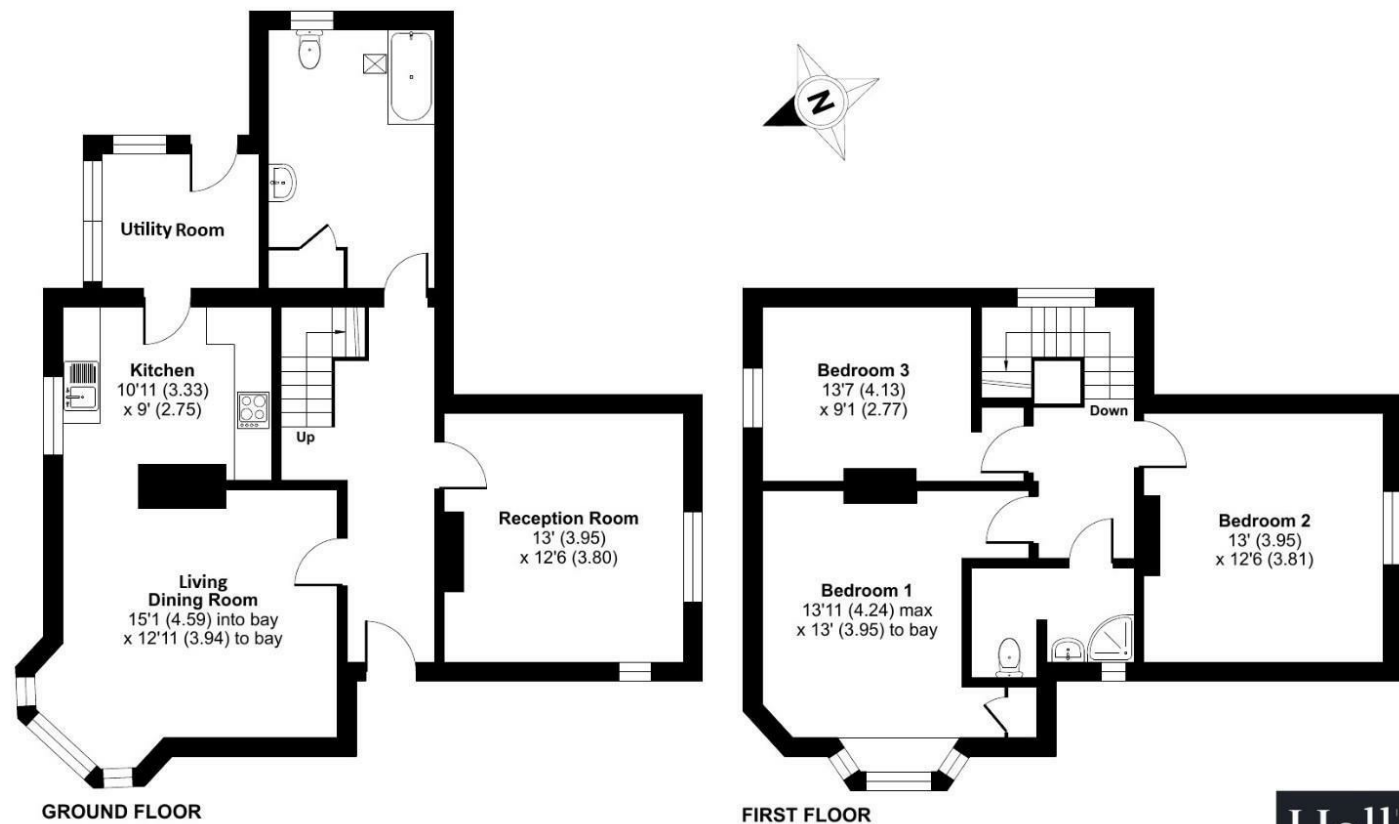 N
Utility Room
Kitchen
10'11 (3.33)
x 9' (2.75)
Up
Living
Dining Room
15'1 (4.59) into bay
x 12'11 (3.94) to bay
Reception Room
13' (3.95)
x 12'6 (3.80)
GROUND FLOOR
Bedroom 3
13'7 (4.13)
x 9'1 (2.77)
Down
Bedroom 2
13' (3.95)
x 12'6 (3.81)
Bedroom 1
13'11 (4.24) max
x 13' (3.95) to bay
FIRST FLOOR